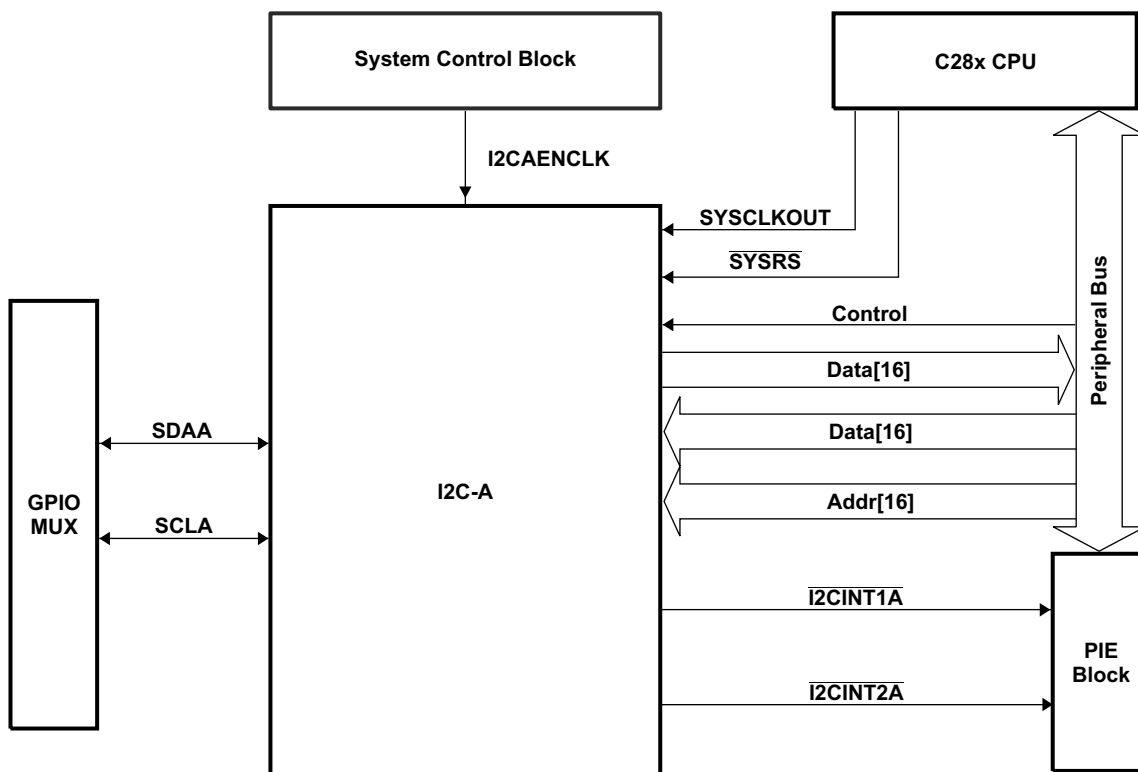 System Control Block
C28x CPU
I2CAENCLK
SYSCLKOUT
SYSRS
Control
Data[16]
Peripheral Bus
Data[16]
SDAA
I2C-A
GPIO
MUX
Addr[16]
SCLA
I2CINT1A
PIE
Block
I2CINT2A